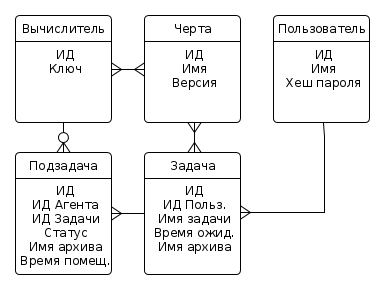 Вычислитель
ИД
Ключ
Черта
ИД
Имя
Версия
Пользователь
ИД
Имя
Хеш пароля
Подзадача
ИД
ИД Агента
ИД Задачи
Статус
Имя архива
Время помещ.
Задача
ИД
ИД Польз.
Имя задачи
Время ожид.
Имя архива